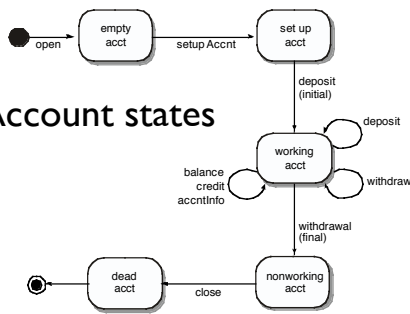 empty
acct
set up
acct
open
setup Accnt
deposit
(initial)
Account states
deposit
working
acct
balance
credit
accntInfo
withdraw
withdrawal
(final)
dead
acct
nonworking
acct
close